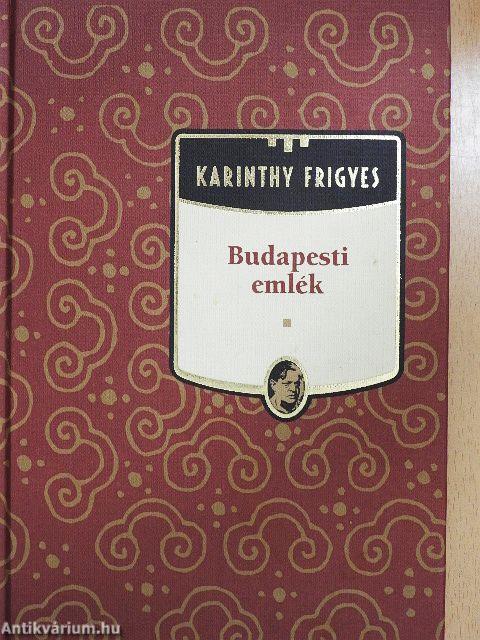 KARINTHY FRIGYES
Budapesti
emlék
Antikvárium.hu